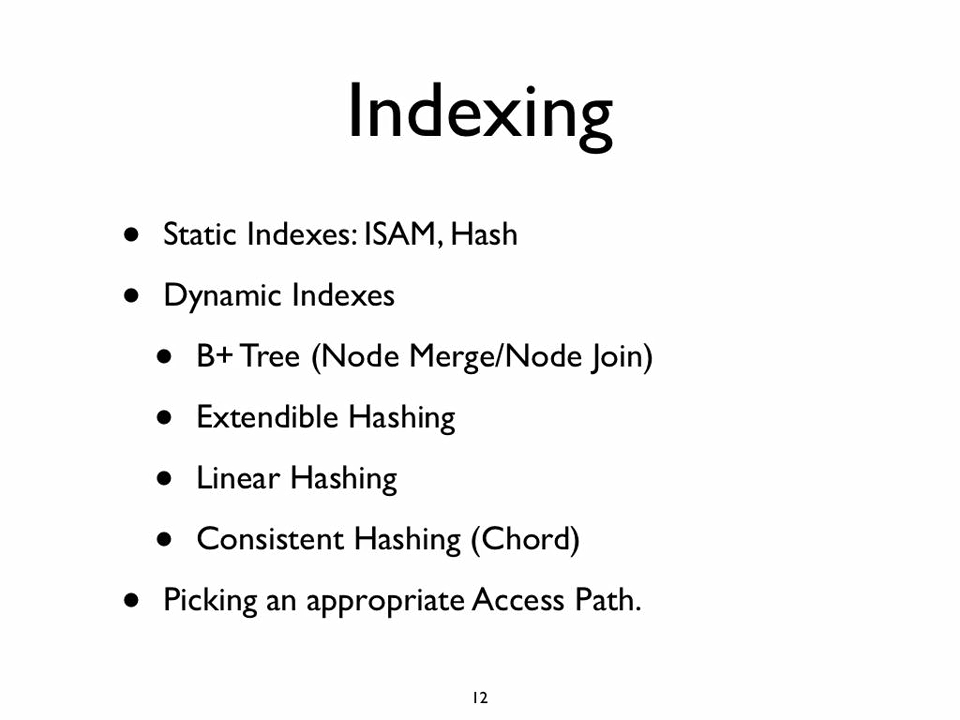 Indexing
• Static Indexes: ISAM, Hash
• Dynamic Indexes
• B+ Tree (Node Merge/Node Join)
• Extendible Hashing
• Linear Hashing
• Consistent Hashing (Chord)
• Picking an appropriate Access Path.
12